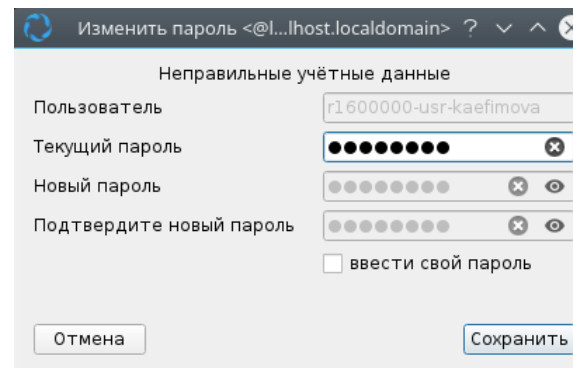 Изменить пароль <@l...lhost.localdomain>
Неправильные учётные данные
Пользователь r1600000-usr-kaefimova
Текущий пароль ●●●●●●●●
Новый пароль ●●●●●●●●
Подтвердите новый пароль ●●●●●●●●
ввести свой пароль
Отмена Сохранить